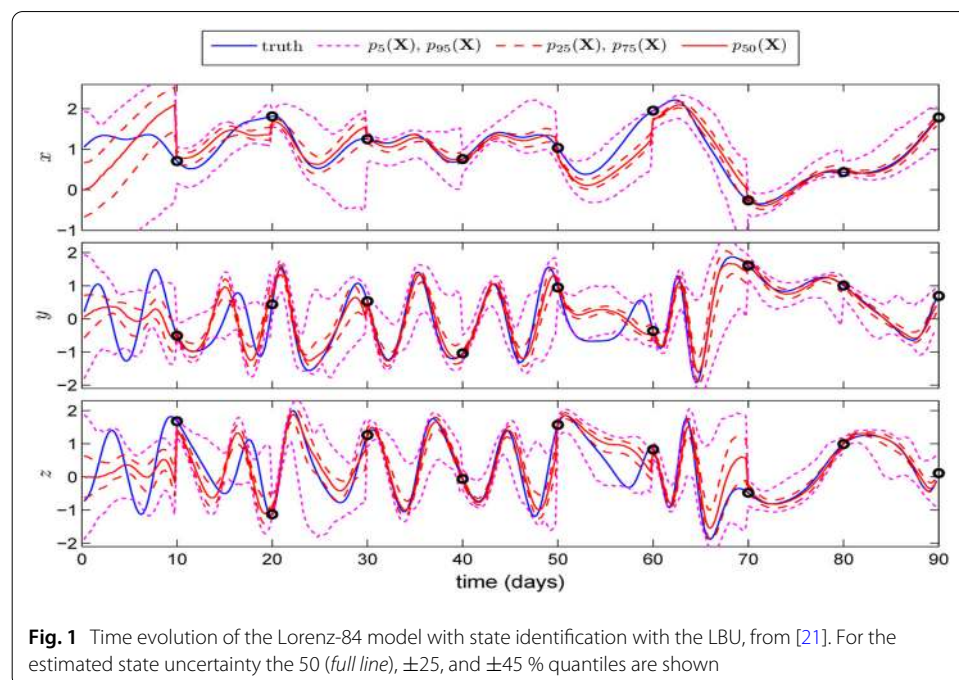 truth p₅(X), p₉₅(X) p₂₅(X), p₇₅(X) p₅₀(X)
2
1
0
−1
x
2
1
0
−1
−2
y
2
1
0
−1
−2
z
0 10 20 30 40 50 60 70 80 90
time (days)
Fig. 1 Time evolution of the Lorenz-84 model with state identification with the LBU, from [21]. For the
estimated state uncertainty the 50 (full line), ±25, and ±45 % quantiles are shown